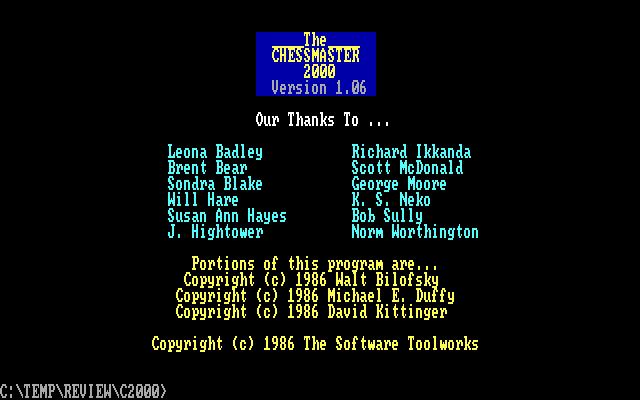 The
CHESSMASTER
2000
Version 1.06
Our Thanks To ...
Leona Badley Richard Ikkanda
Brent Bear Scott McDonald
Sondra Blake George Moore
Will Hare K. S. Neko
Susan Ann Hayes Bob Sully
J. Hightower Norm Worthington
Portions of this program are...
Copyright (c) 1986 Walt Bilofsky
Copyright (c) 1986 Michael E. Duffy
Copyright (c) 1986 David Kittinger
Copyright (c) 1986 The Software Toolworks
C:\TEMP\REVIEW\C2000>